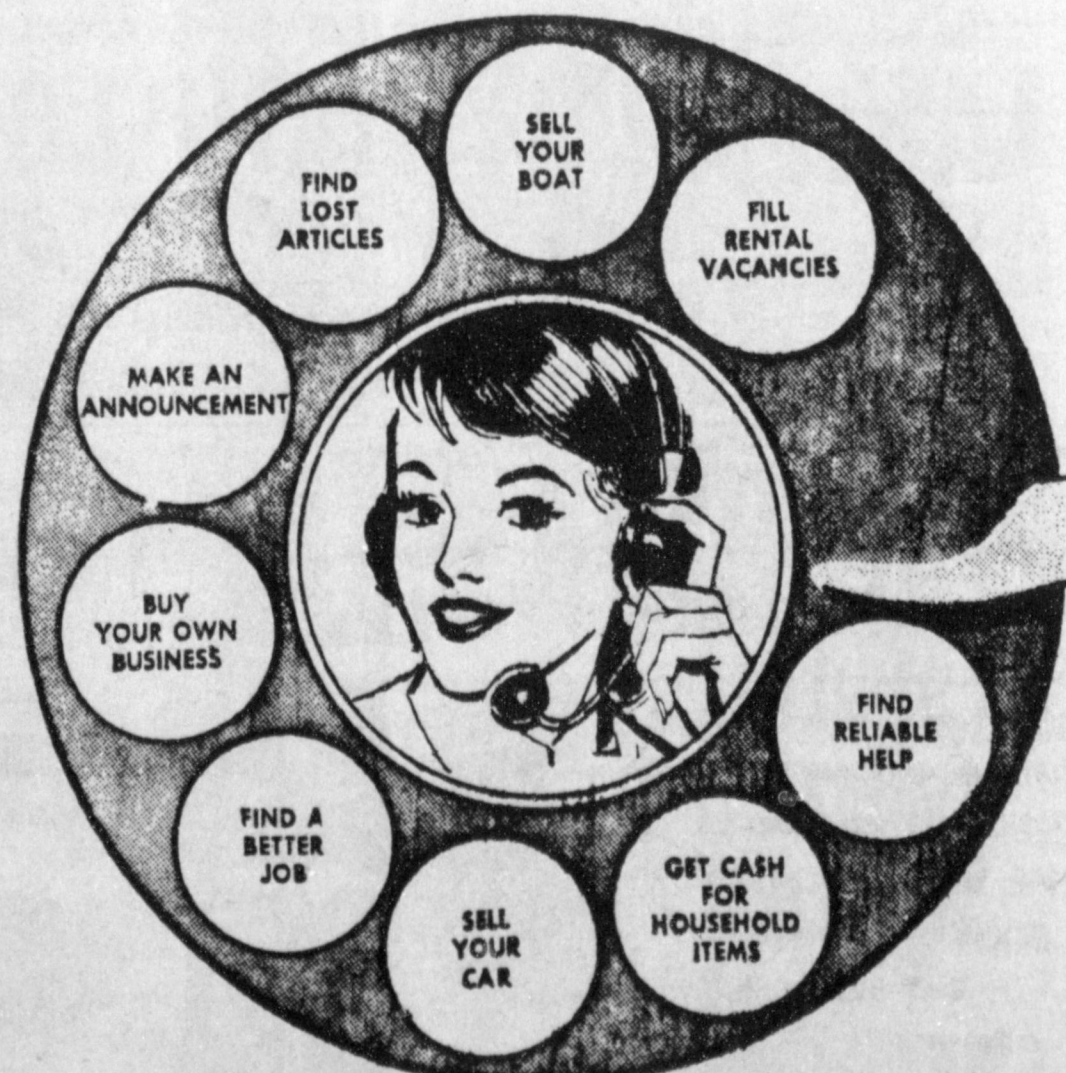 SELL
YOUR
BOAT
FILL
RENTAL
VACANCIES
FIND
LOST
ARTICLES
MAKE AN
ANNOUNCEMENT
BUY
YOUR OWN
BUSINESS
FIND A
BETTER
JOB
SELL
YOUR
CAR
GET CASH
FOR
HOUSEHOLD
ITEMS
FIND
RELIABLE
HELP